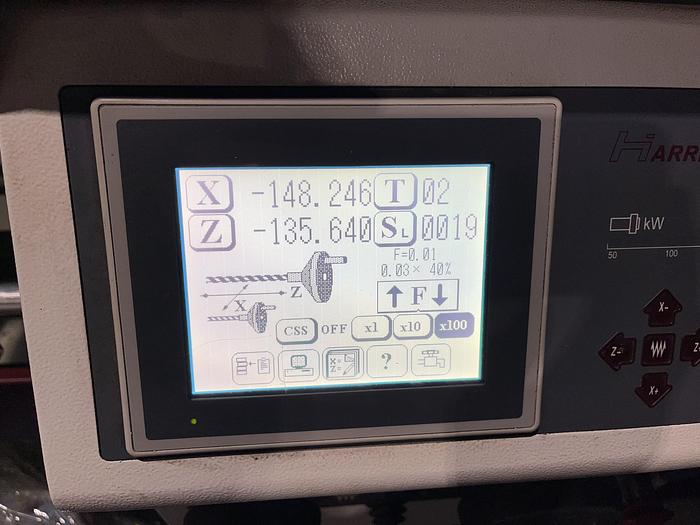 X -148.246 T 02
Z -135.640 SL 0019
F=0.01
0.03× 40%
Z
↑ F ↓
X
CSS OFF x1 x10 x100
X=
Z=
?
HARR
kW
50 100
X-
Z-
Z
X+